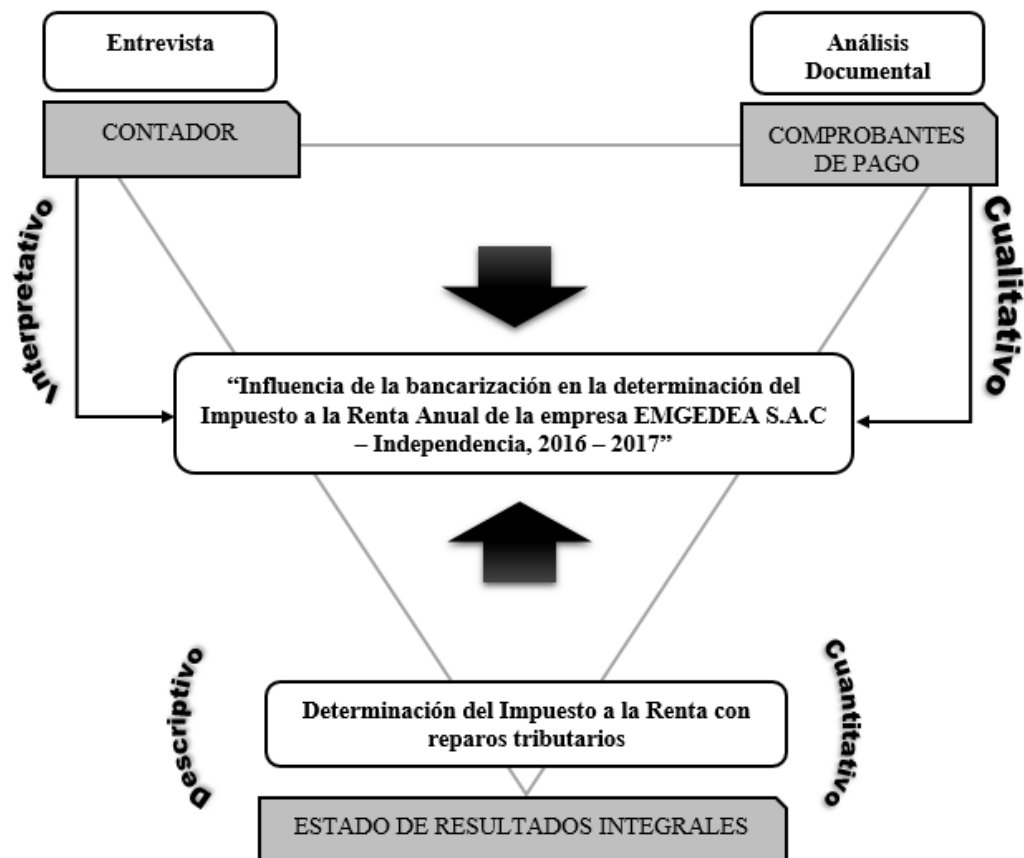 Entrevista
CONTADOR
Análisis
Documental
COMPROBANTES
DE PAGO
Interpretativo
Cualitativo
“Influencia de la bancarización en la determinación del
Impuesto a la Renta Anual de la empresa EMGEDEA S.A.C
– Independencia, 2016 – 2017”
Descriptivo
Cuantitativo
Determinación del Impuesto a la Renta con
reparos tributarios
ESTADO DE RESULTADOS INTEGRALES